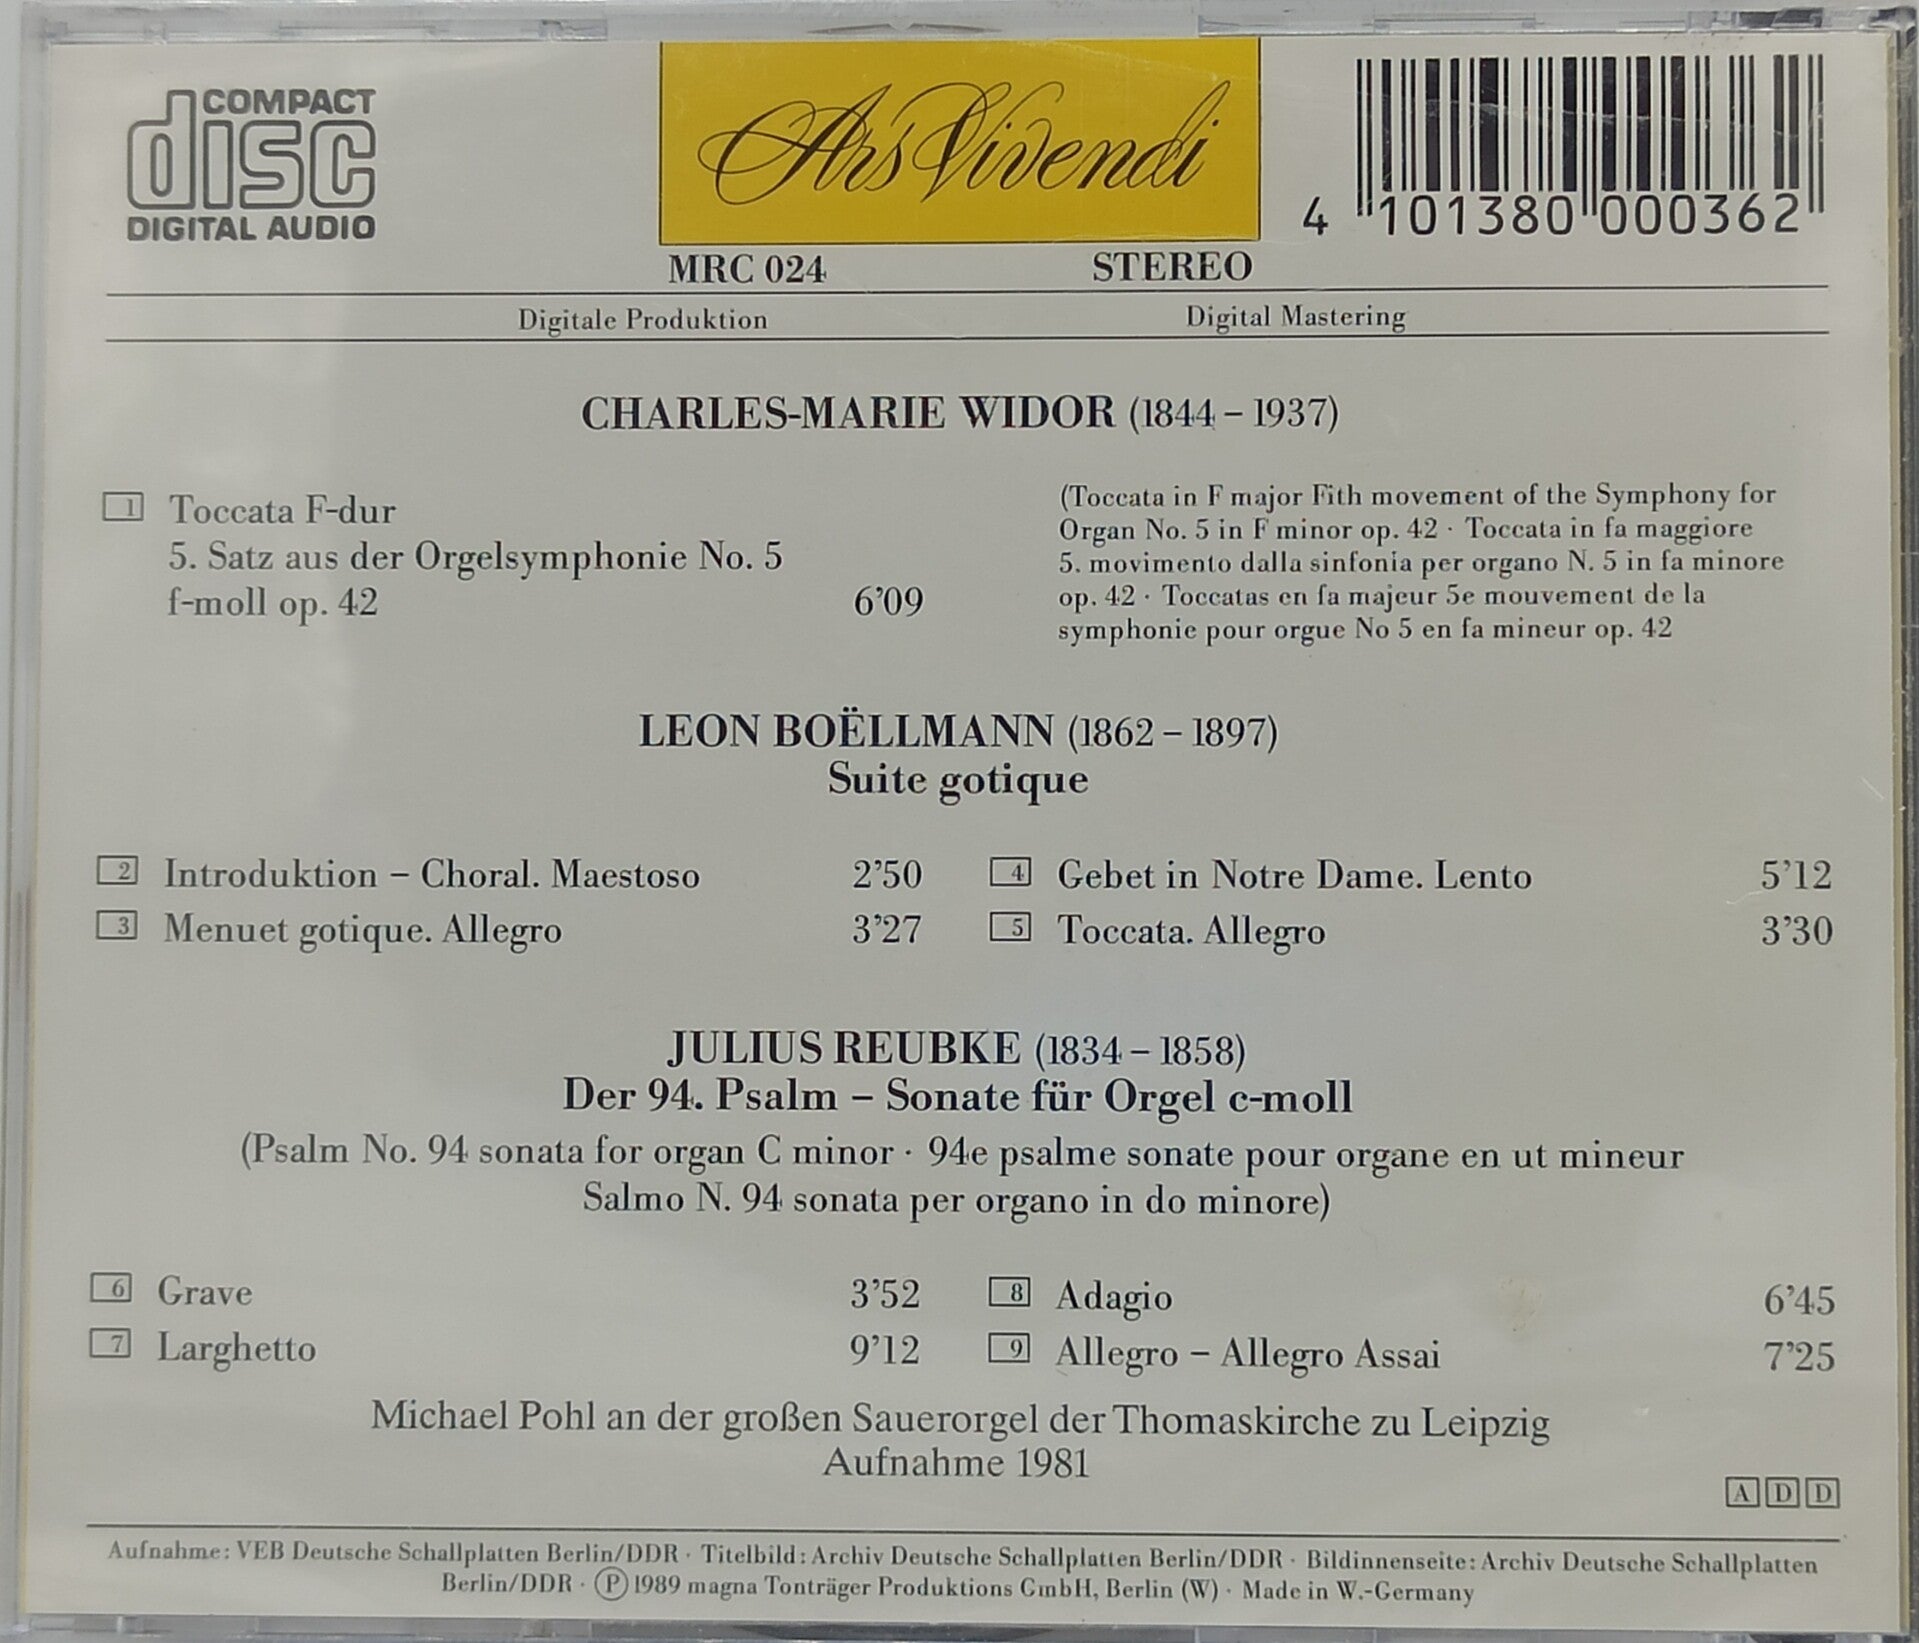 COMPACT
disc
DIGITAL AUDIO
Ars Vivendi
4 101380 000362
MRC 024 STEREO
Digitale Produktion Digital Mastering
CHARLES-MARIE WIDOR (1844 – 1937)
1 Toccata F-dur
5. Satz aus der Orgelsymphonie No. 5
f-moll op. 42 6’09
(Toccata in F major Fith movement of the Symphony for
Organ No. 5 in F minor op. 42 · Toccata in fa maggiore
5. movimento dalla sinfonia per organo N. 5 in fa minore
op. 42 · Toccatas en fa majeur 5e mouvement de la
symphonie pour orgue No 5 en fa mineur op. 42
LEON BOËLLMANN (1862 – 1897)
Suite gotique
2 Introduktion – Choral. Maestoso 2’50 4 Gebet in Notre Dame. Lento 5’12
3 Menuet gotique. Allegro 3’27 5 Toccata. Allegro 3’30
JULIUS REUBKE (1834 – 1858)
Der 94. Psalm – Sonate für Orgel c-moll
(Psalm No. 94 sonata for organ C minor · 94e psalme sonate pour organe en ut mineur
Salmo N. 94 sonata per organo in do minore)
6 Grave 3’52 8 Adagio 6’45
7 Larghetto 9’12 9 Allegro – Allegro Assai 7’25
Michael Pohl an der großen Sauerorgel der Thomaskirche zu Leipzig
Aufnahme 1981
A D D
Aufnahme: VEB Deutsche Schallplatten Berlin/DDR · Titelbild: Archiv Deutsche Schallplatten Berlin/DDR · Bildinnenseite: Archiv Deutsche Schallplatten
Berlin/DDR · Ⓟ 1989 magna Tonträger Produktions GmbH, Berlin (W) · Made in W.-Germany